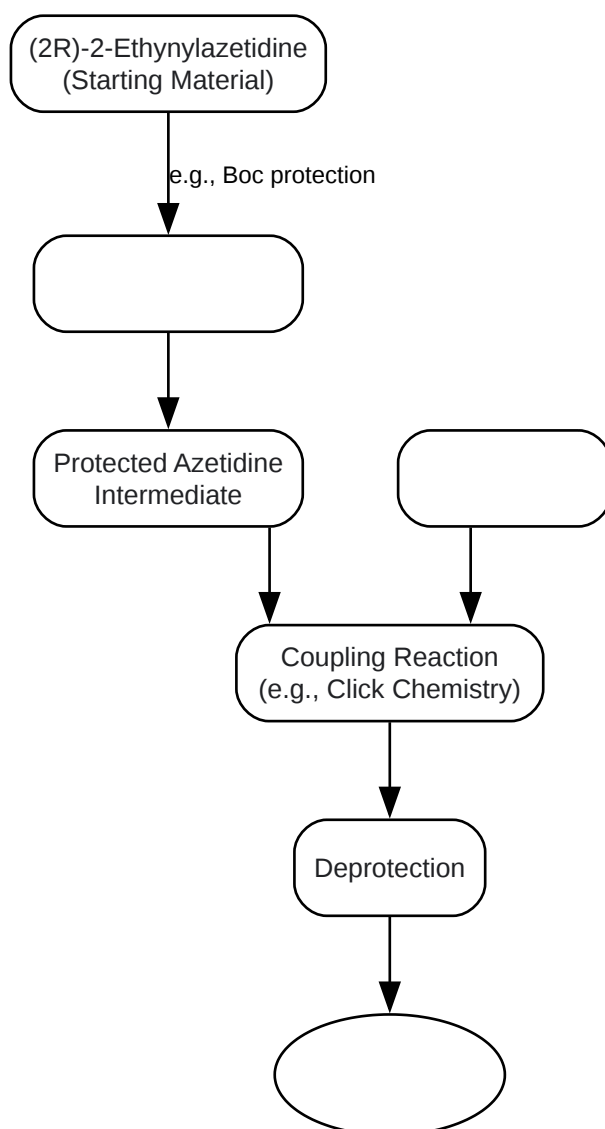 (2R)-2-Ethynylazetidine
(Starting Material)
e.g., Boc protection
Protected Azetidine
Intermediate
Coupling Reaction
(e.g., Click Chemistry)
Deprotection